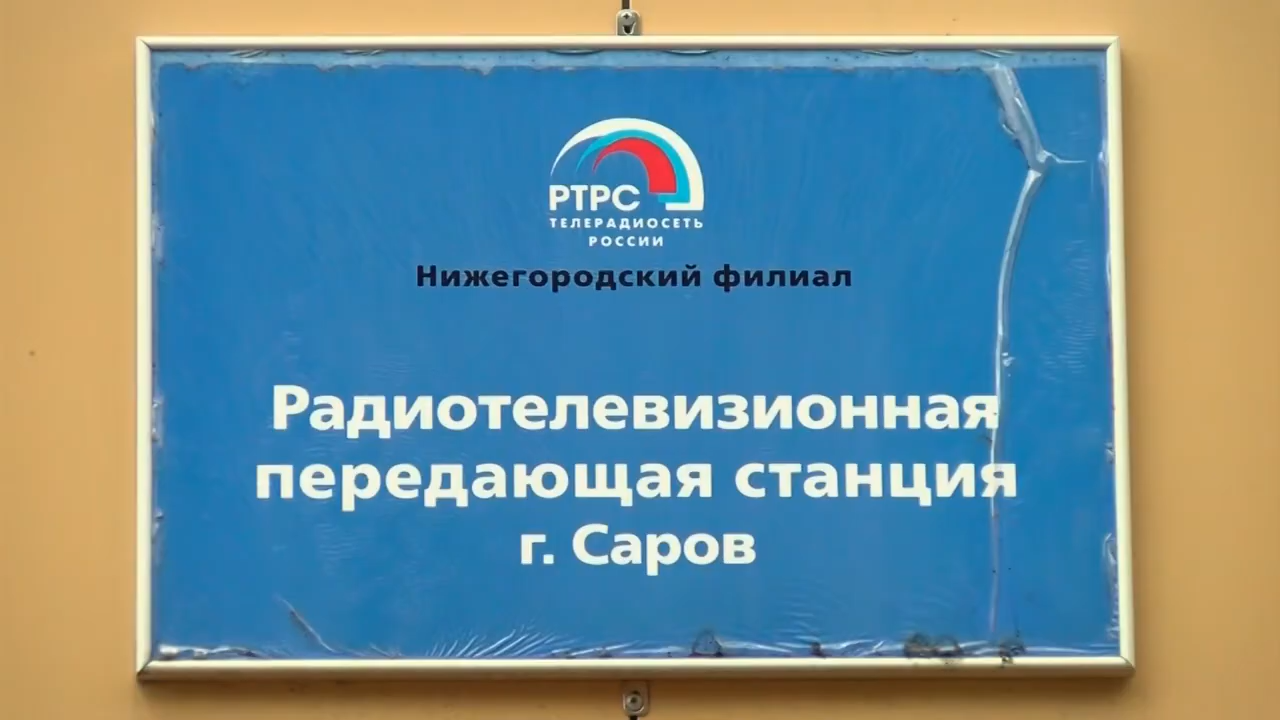 РТРС
ТЕЛЕРАДИОСЕТЬ
РОССИИ
Нижегородский филиал
Радиотелевизионная
передающая станция
г. Саров